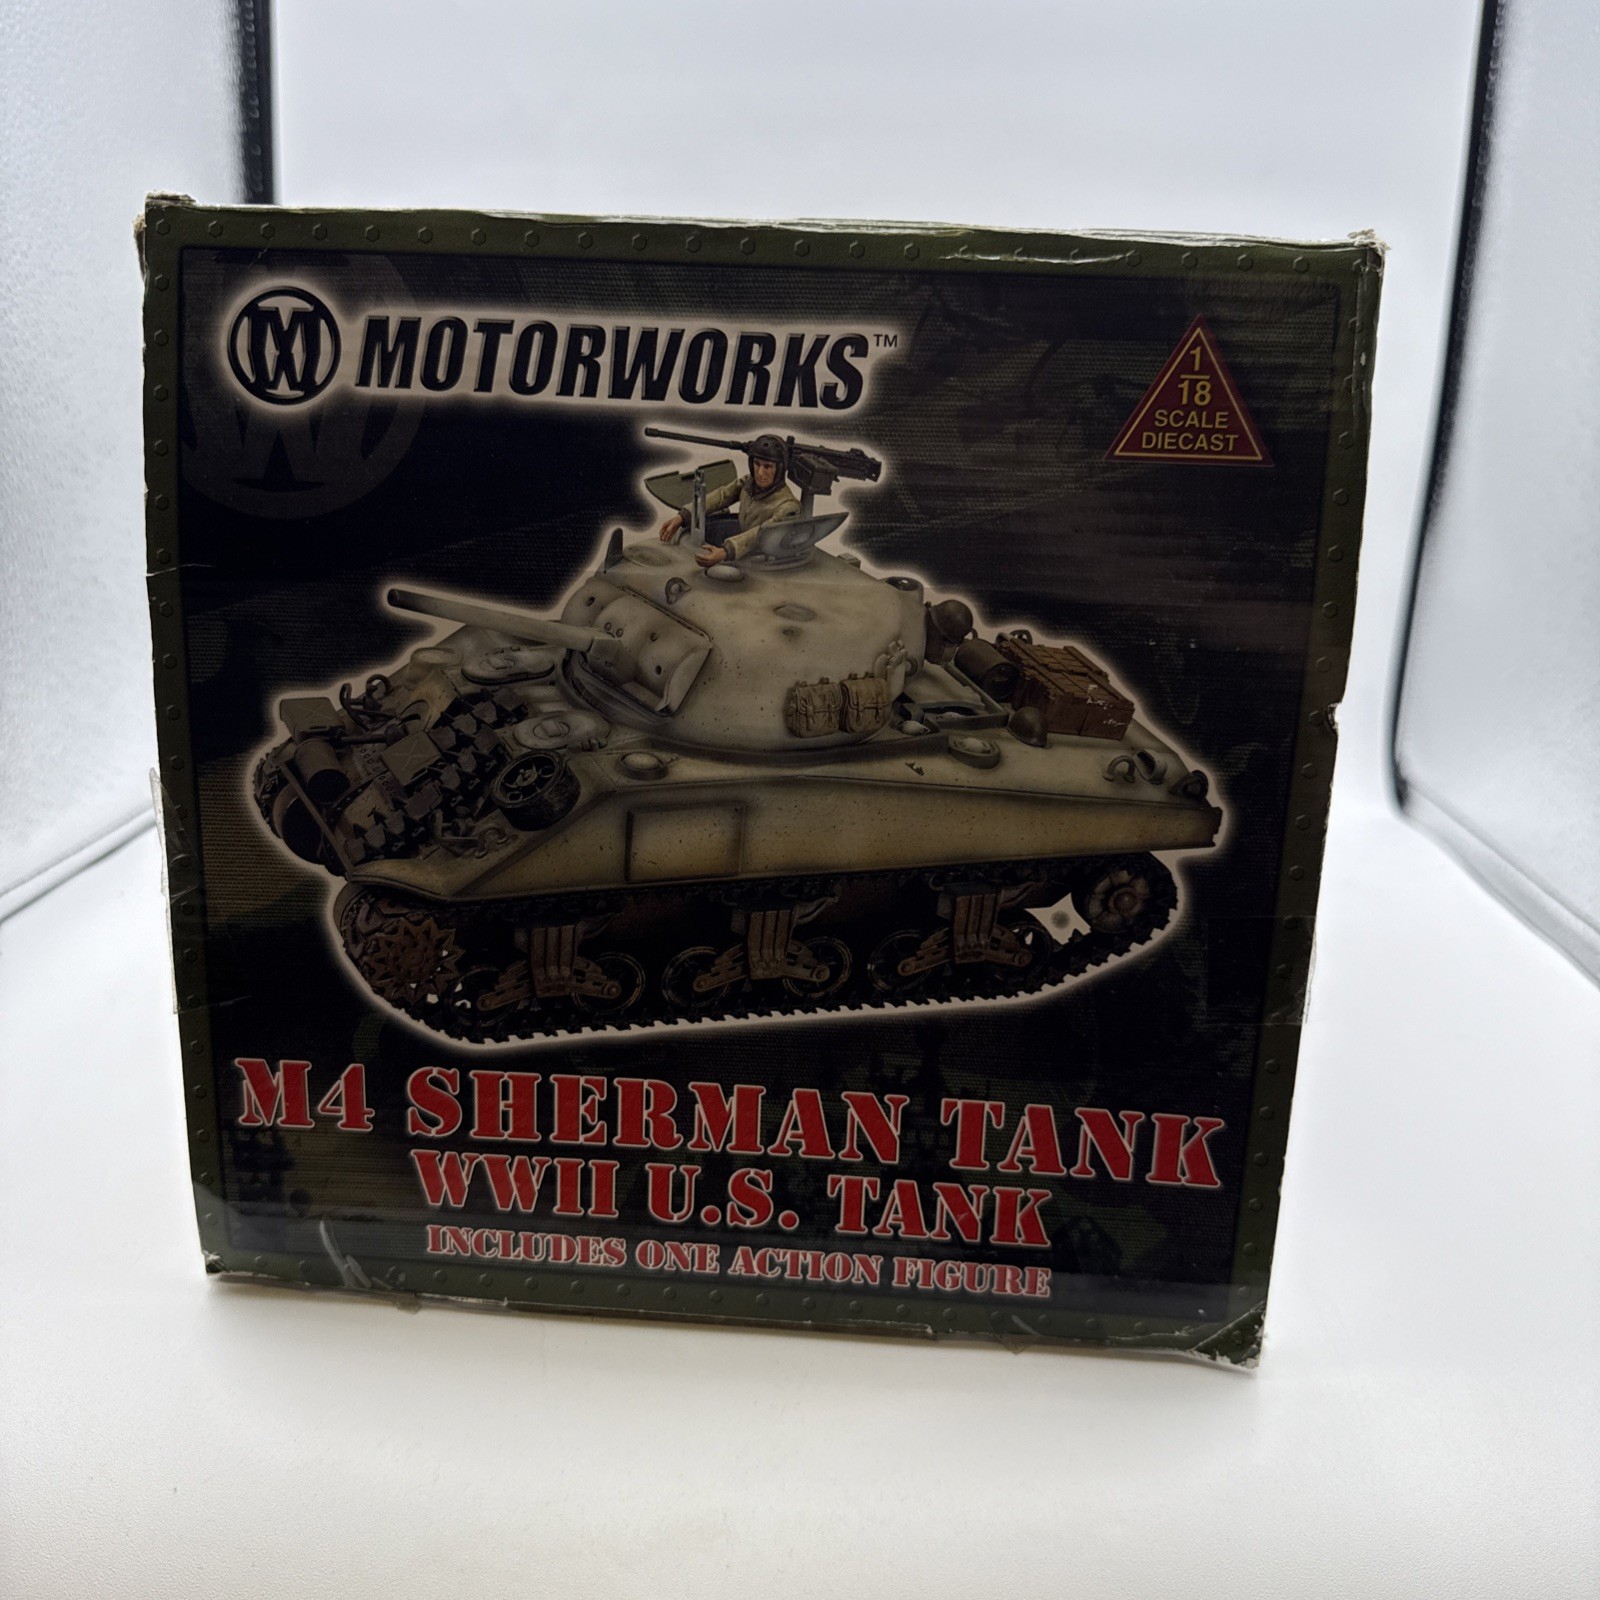 MOTORWORKS™
1
18
SCALE
DIECAST
M4 SHERMAN TANK
WWII U.S. TANK
INCLUDES ONE ACTION FIGURE